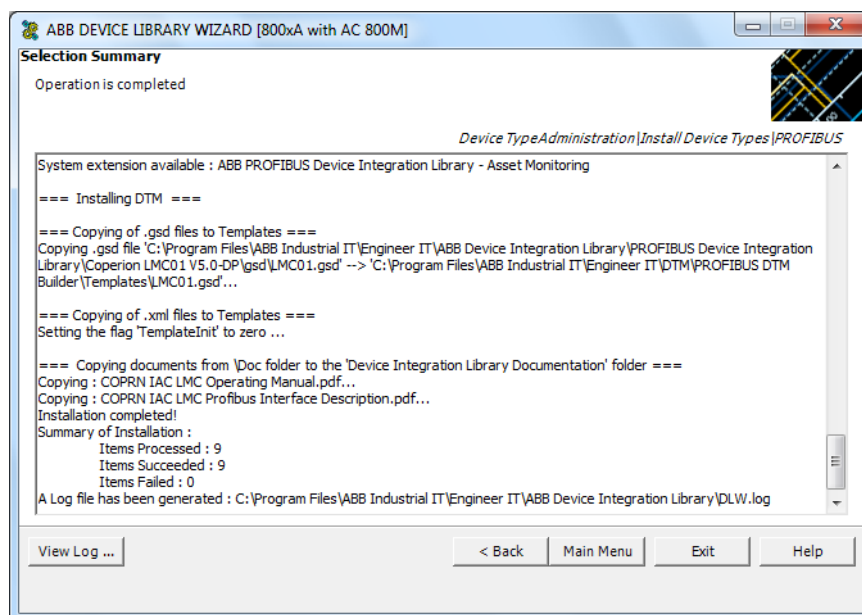 ABB DEVICE LIBRARY WIZARD [800xA with AC 800M]
Selection Summary
Operation is completed
Device TypeAdministration|Install Device Types|PROFIBUS
System extension available : ABB PROFIBUS Device Integration Library - Asset Monitoring
=== Installing DTM ===
=== Copying of .gsd files to Templates ===
Copying .gsd file 'C:\Program Files\ABB Industrial IT\Engineer IT\ABB Device Integration Library\PROFIBUS Device Integration
Library\Coperion LMC01 V5.0-DP\gsd\LMC01.gsd' --> 'C:\Program Files\ABB Industrial IT\Engineer IT\DTM\PROFIBUS DTM
Builder\Templates\LMC01.gsd'...
=== Copying of .xml files to Templates ===
Setting the flag 'TemplateInit' to zero ...
=== Copying documents from \Doc folder to the 'Device Integration Library Documentation' folder ===
Copying : COPRN IAC LMC Operating Manual.pdf...
Copying : COPRN IAC LMC Profibus Interface Description.pdf...
Installation completed!
Summary of Installation :
Items Processed : 9
Items Succeeded : 9
Items Failed : 0
A Log file has been generated : C:\Program Files\ABB Industrial IT\Engineer IT\ABB Device Integration Library\DLW.log
View Log ...
< Back
Main Menu
Exit
Help